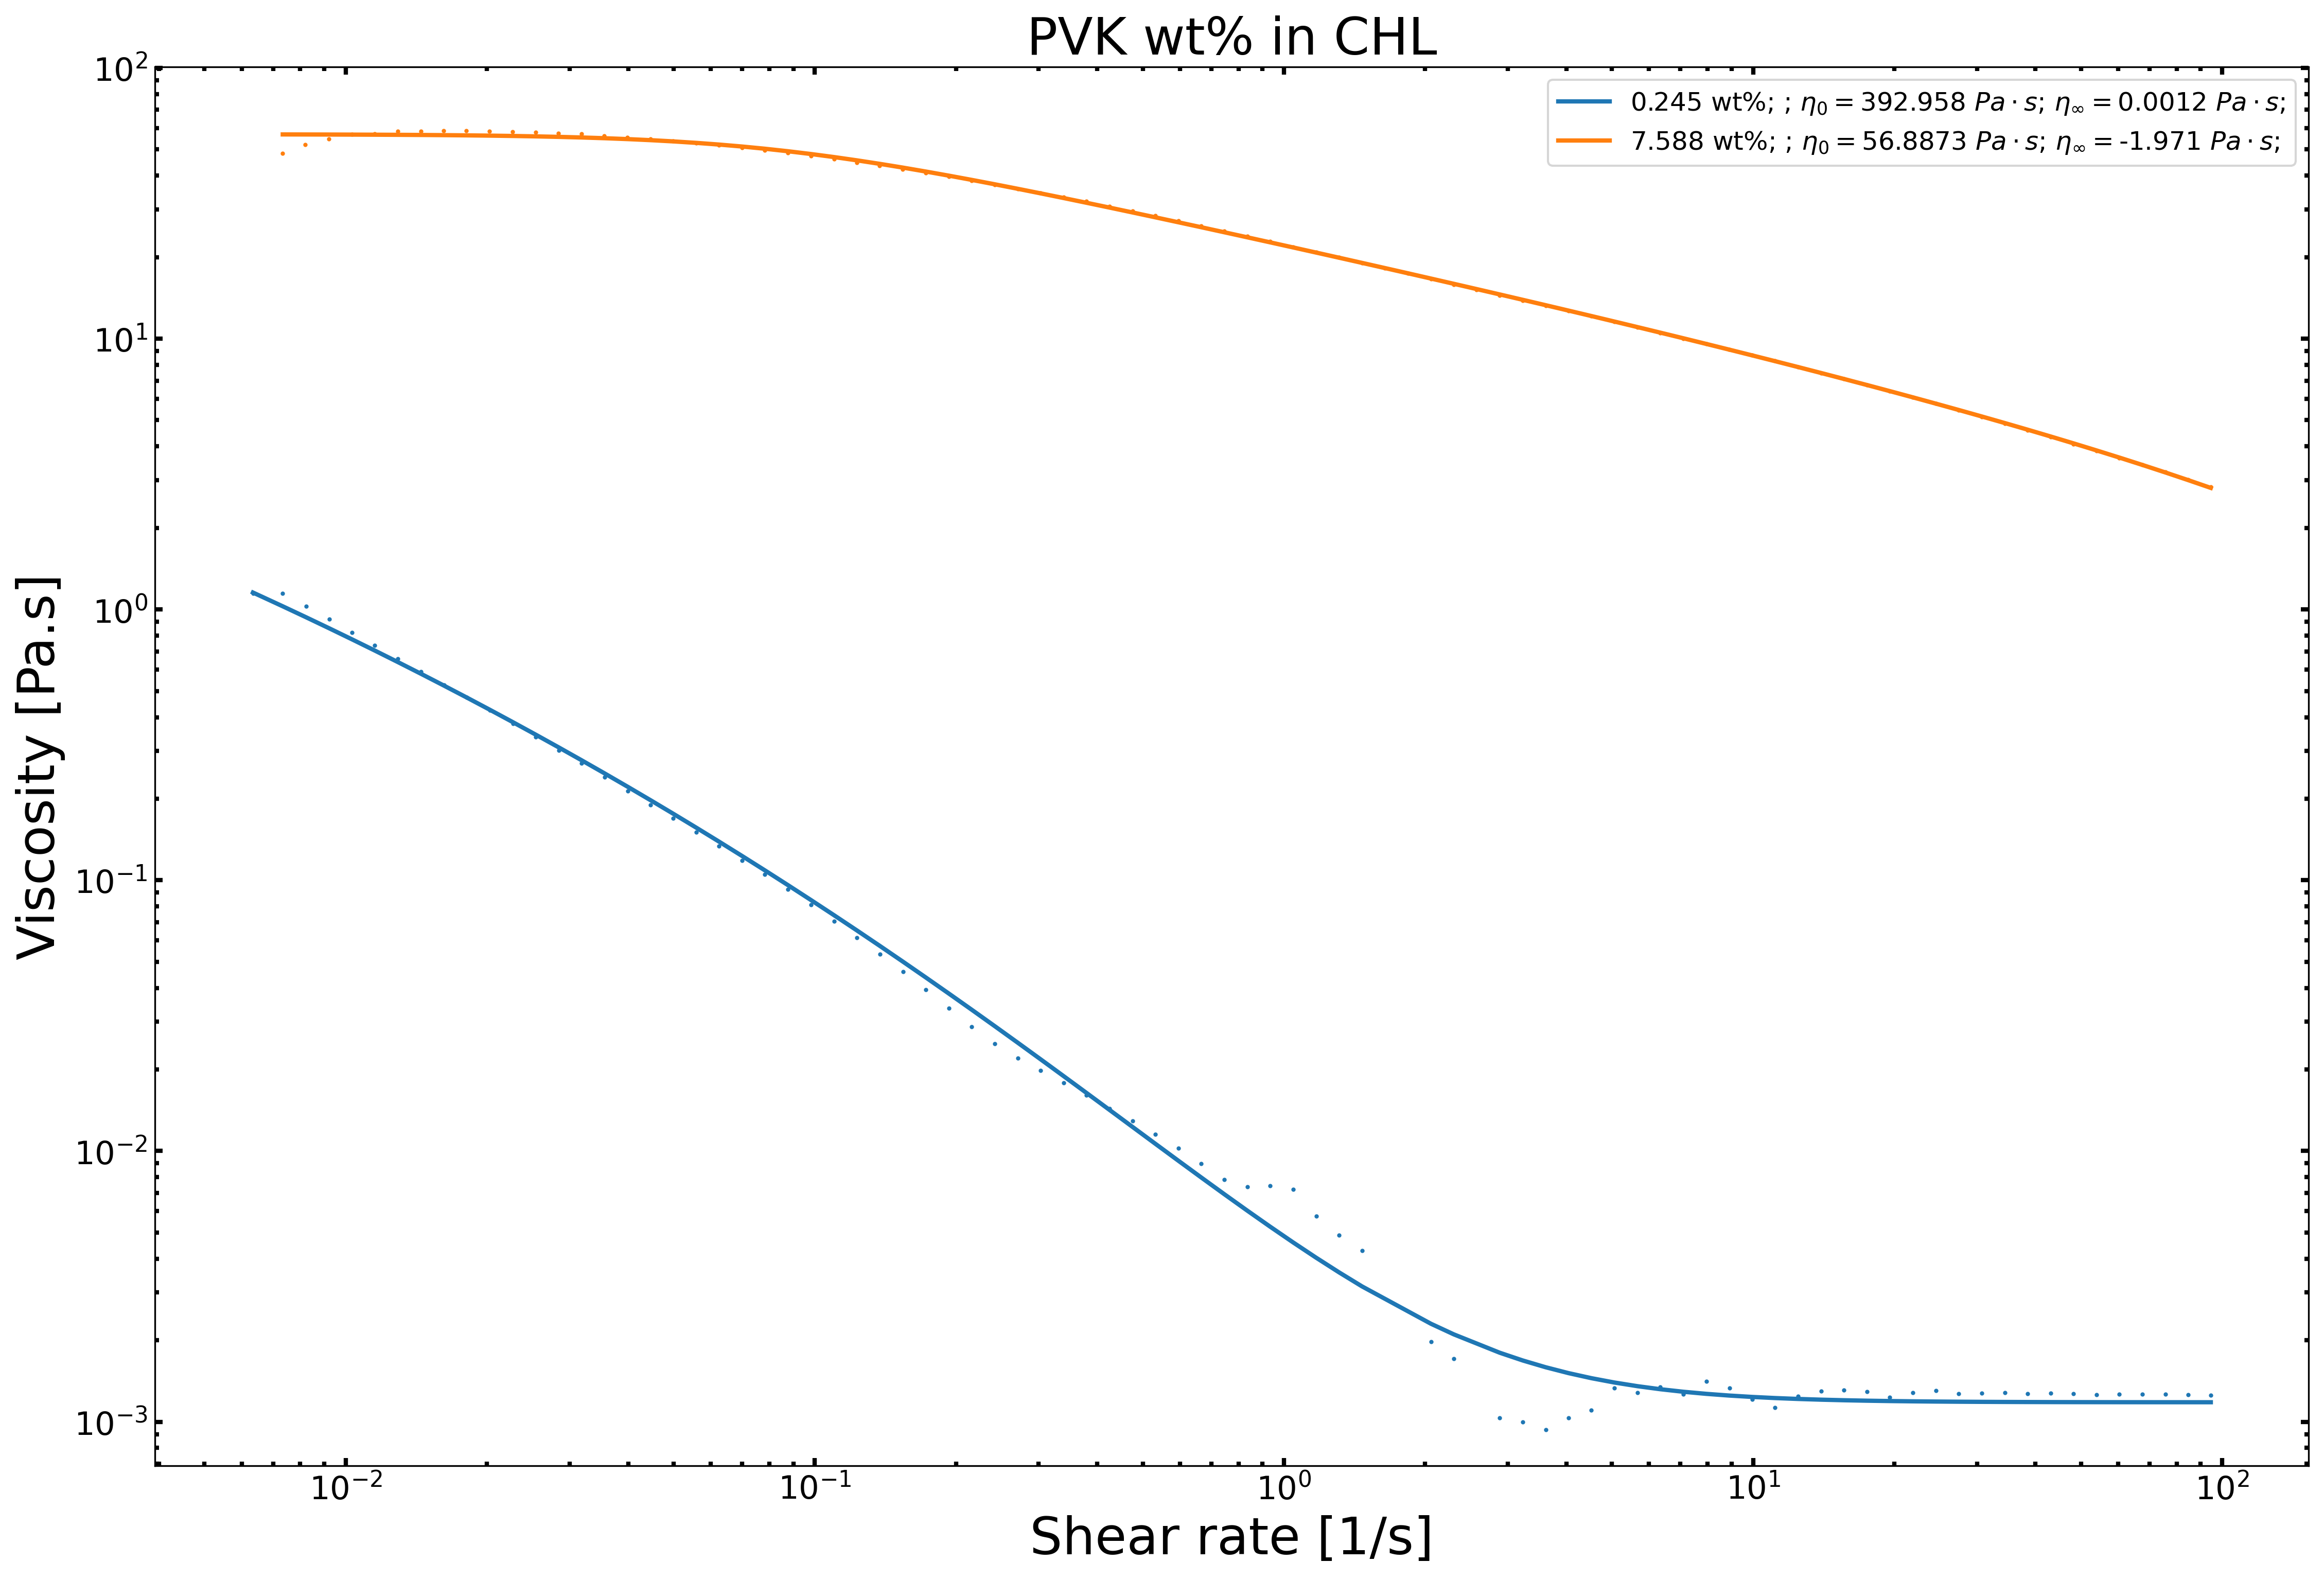 PVK wt% in CHL
0.245 wt%; ; η₀ = 392.958 Pa · s; η∞ = 0.0012 Pa · s;
7.588 wt%; ; η₀ = 56.8873 Pa · s; η∞ = -1.971 Pa · s;
Viscosity [Pa.s]
10²
10¹
10⁰
10⁻¹
10⁻²
10⁻³
10⁻² 10⁻¹ 10⁰ 10¹ 10²
Shear rate [1/s]